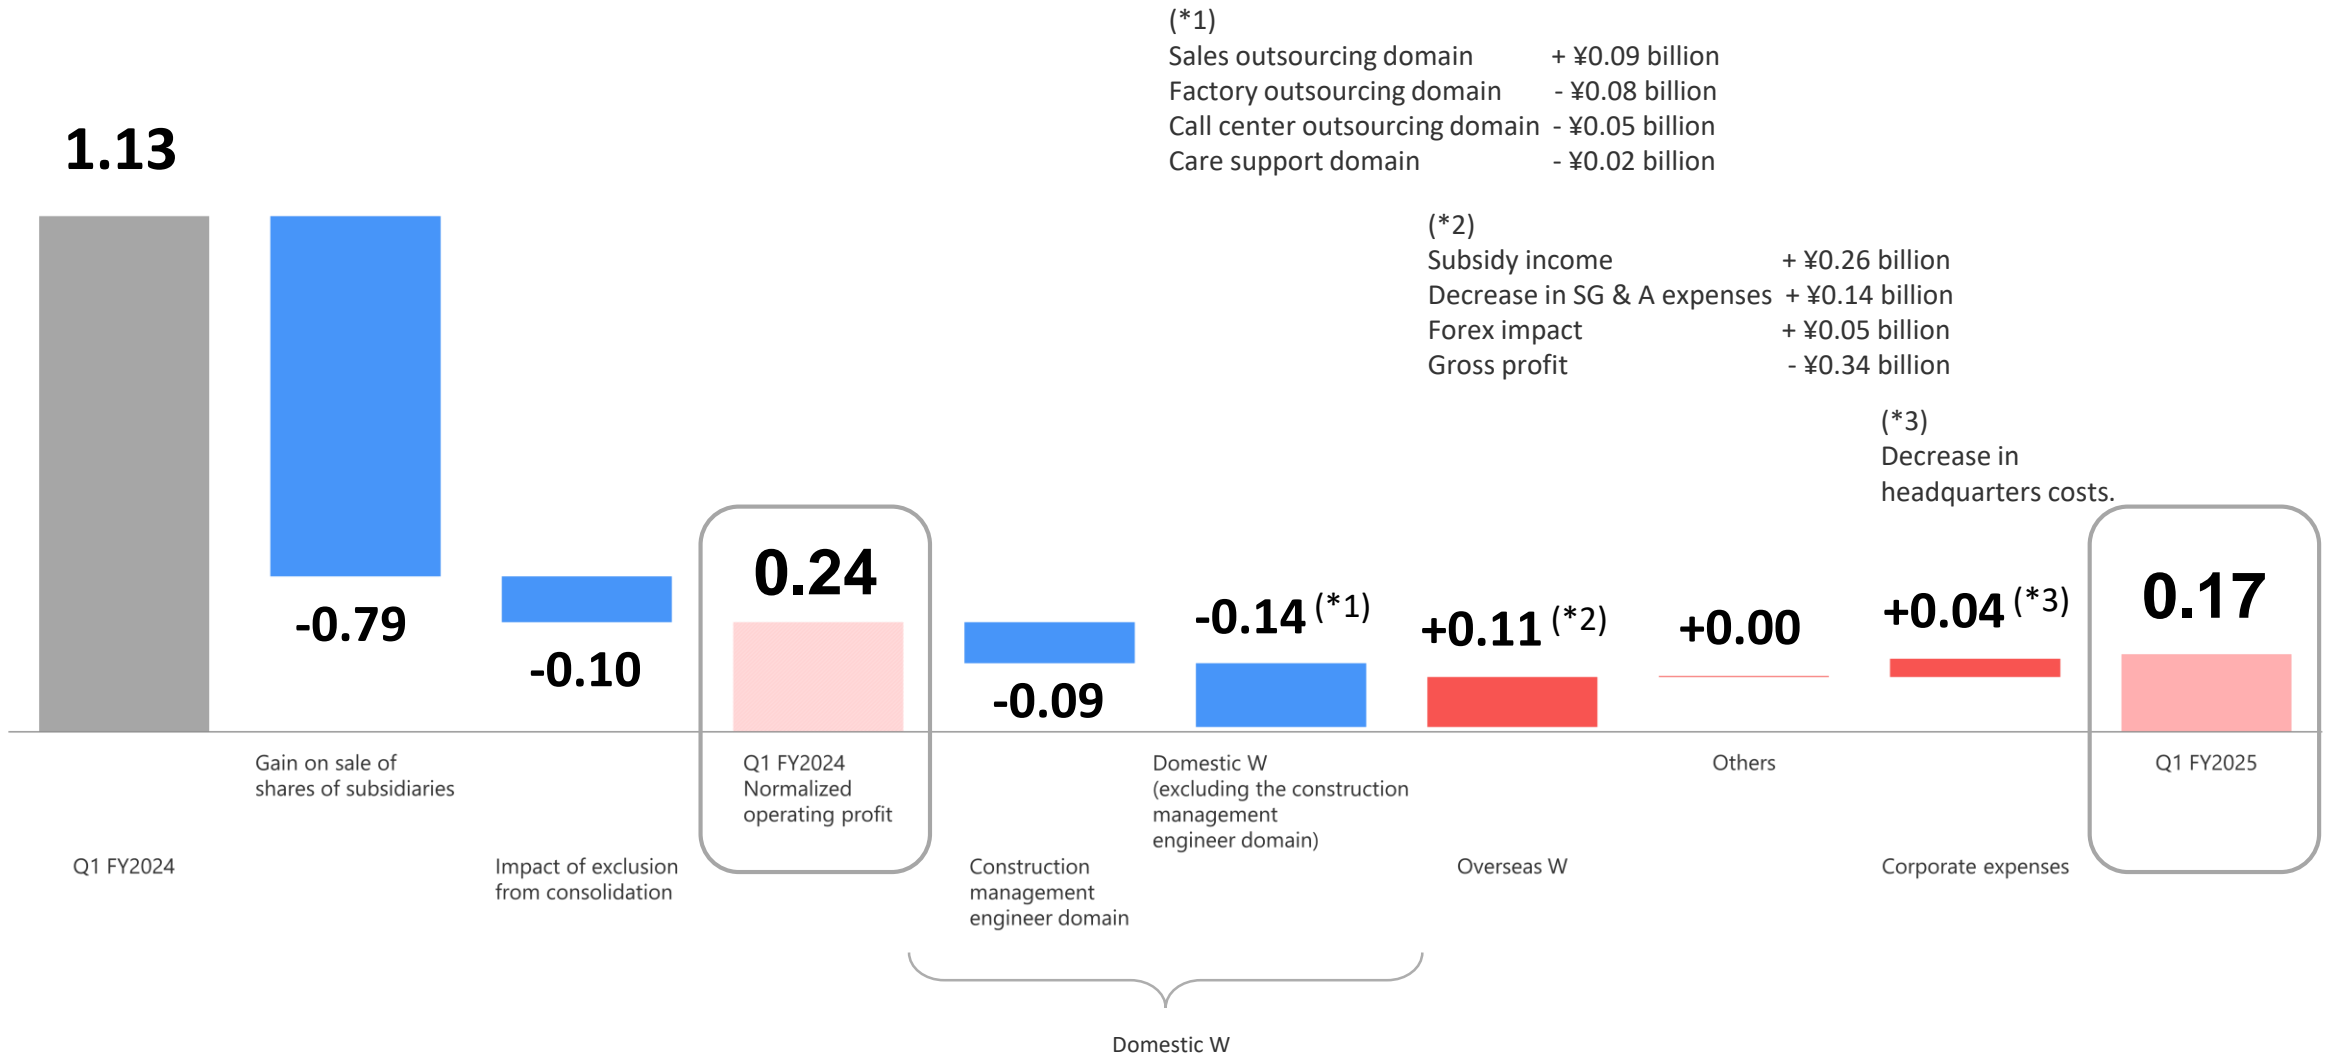 (*1)
Sales outsourcing domain + ¥0.09 billion
Factory outsourcing domain - ¥0.08 billion
Call center outsourcing domain - ¥0.05 billion
Care support domain - ¥0.02 billion
(*2)
Subsidy income + ¥0.26 billion
Decrease in SG & A expenses + ¥0.14 billion
Forex impact + ¥0.05 billion
Gross profit - ¥0.34 billion
(*3)
Decrease in
headquarters costs.
1.13
-0.79
-0.10
0.24
-0.09
-0.14 (*1)
+0.11 (*2)
+0.00
+0.04 (*3)
0.17
Q1 FY2024
Gain on sale of
shares of subsidiaries
Impact of exclusion
from consolidation
Q1 FY2024
Normalized
operating profit
Construction
management
engineer domain
Domestic W
(excluding the construction
management
engineer domain)
Overseas W
Others
Corporate expenses
Q1 FY2025
Domestic W